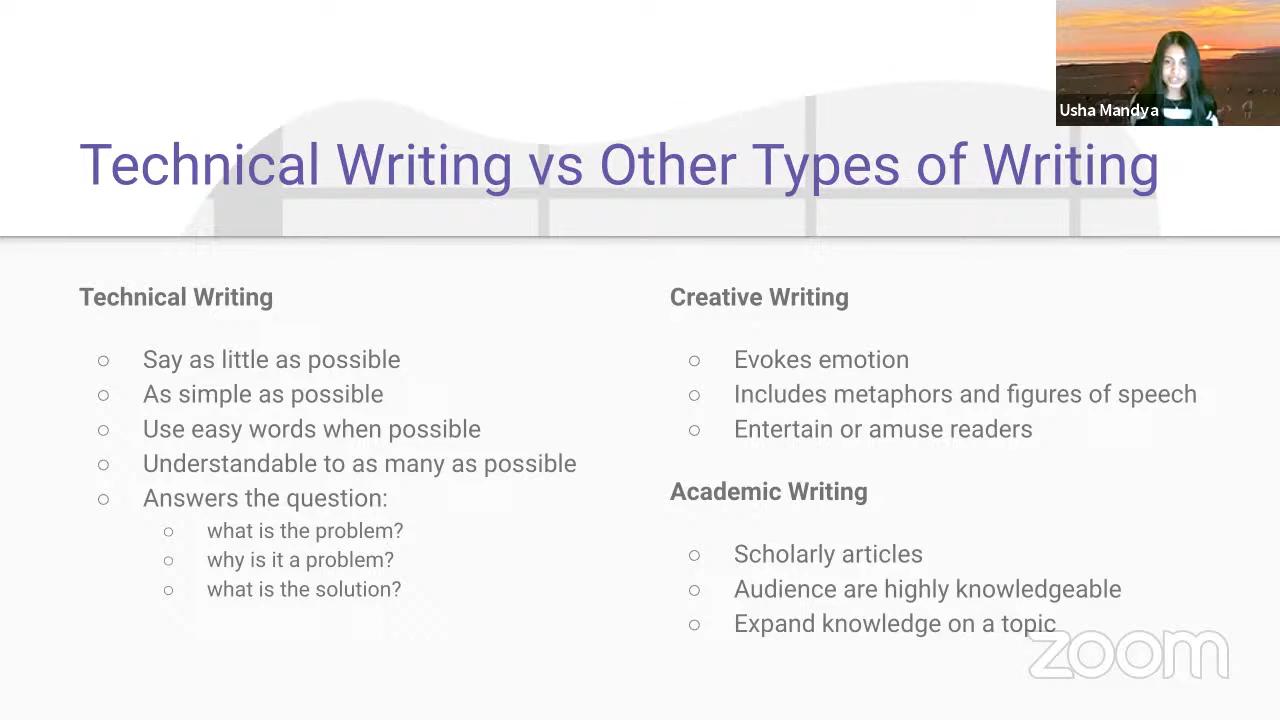 Usha Mandya
Technical Writing vs Other Types of Writing
Technical Writing
Say as little as possible
As simple as possible
Use easy words when possible
Understandable to as many as possible
Answers the question:
what is the problem?
why is it a problem?
what is the solution?
Creative Writing
Evokes emotion
Includes metaphors and figures of speech
Entertain or amuse readers
Academic Writing
Scholarly articles
Audience are highly knowledgeable
Expand knowledge on a topic
zoom